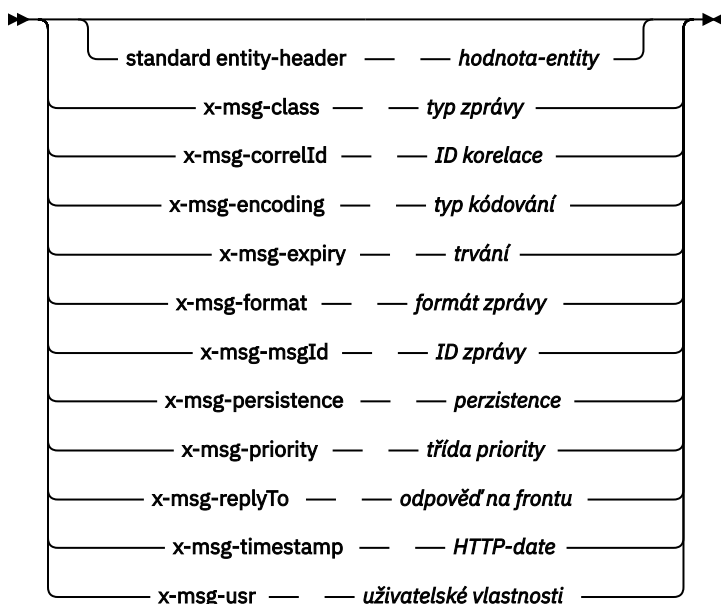 standard entity-header — — hodnota-entity
x-msg-class — — typ zprávy
x-msg-correlId — — ID korelace
x-msg-encoding — — typ kódování
x-msg-expiry — — trvání
x-msg-format — — formát zprávy
x-msg-msgId — — ID zprávy
x-msg-persistence — — perzistence
x-msg-priority — — třída priority
x-msg-replyTo — — odpověď na frontu
x-msg-timestamp — — HTTP-date
x-msg-usr — — uživatelské vlastnosti